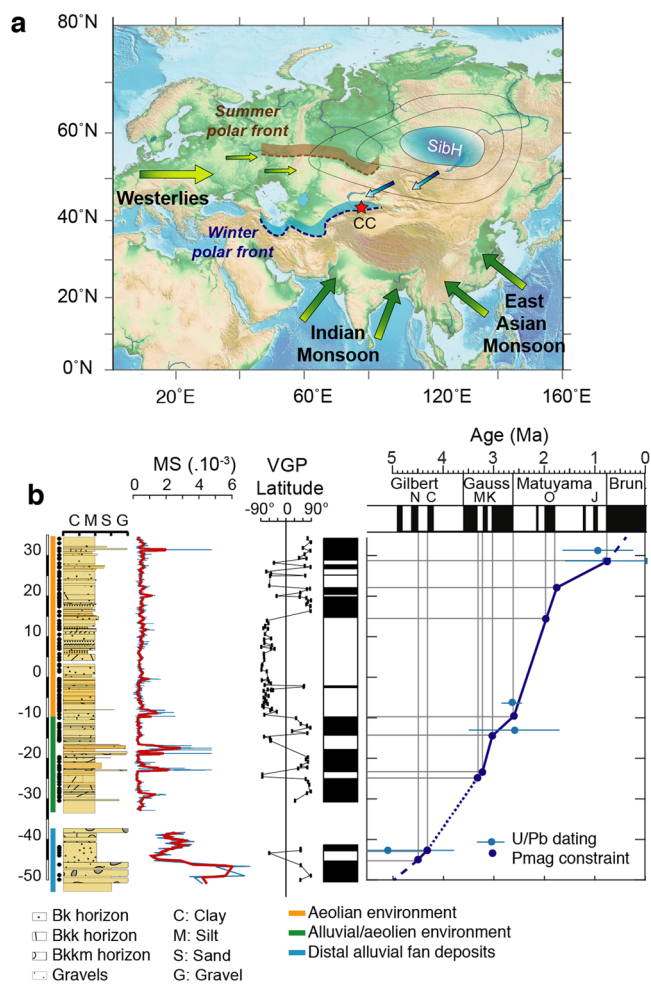 a
80°N
60°N
40°N
20°N
0°N
Summer
polar front
SibH
Westerlies
CC
Winter
polar front
Indian
Monsoon
East
Asian
Monsoon
20°E
60°E
80°E
120°E
160°E
b
MS (.10-3)
0 2 4 6
VGP
Latitude
-90° 0 90°
Age (Ma)
5 4 3 2 1 0
Gilbert Gauss Matuyama Brun.
N C M K O J
C M S G
30
20
10
0
-10
-20
-30
-40
-50
U/Pb dating
Pmag constraint
Bk horizon
Bkk horizon
Bkkm horizon
Gravels
C: Clay
M: Silt
S: Sand
G: Gravel
Aeolian environment
Alluvial/aeolien environment
Distal alluvial fan deposits